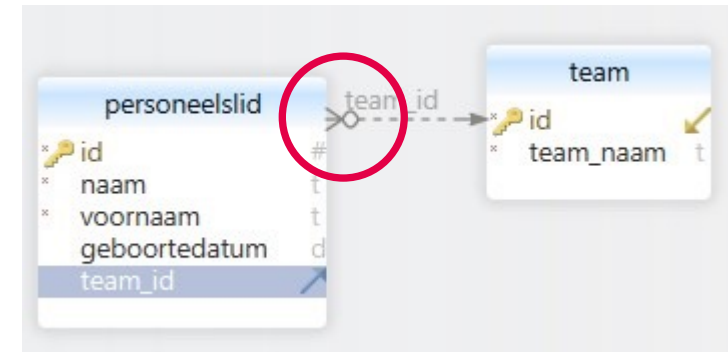 personeelslid
* id #
* naam t
* voornaam t
geboortedatum d
team_id
team_id
team
* id
* team_naam t